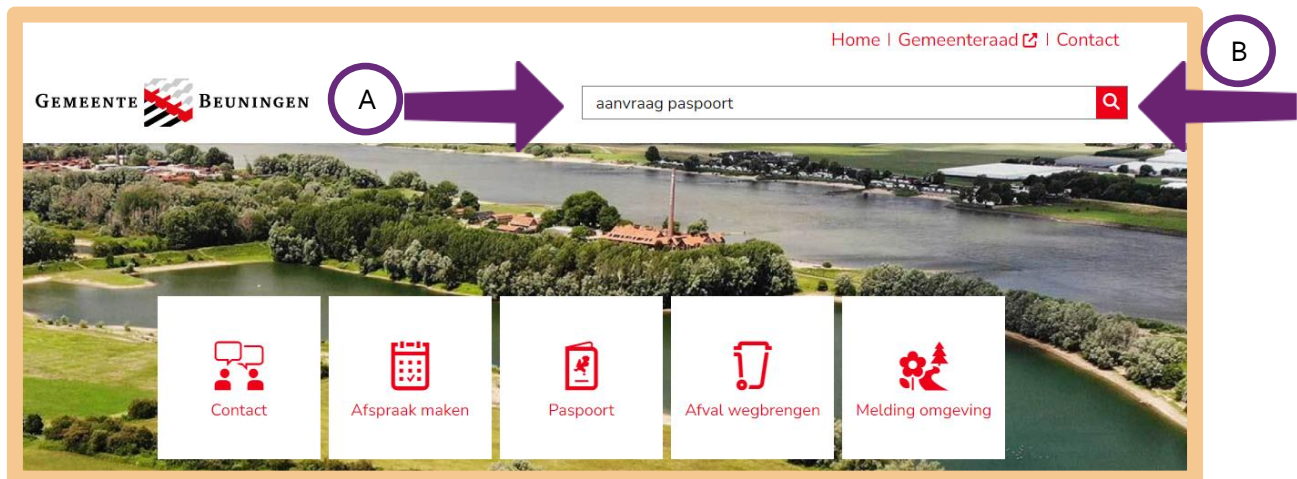 Home | Gemeenteraad | Contact
B
GEMEENTE BEUNINGEN
A
aanvraag paspoort
Contact
Afspraak maken
Paspoort
Afval wegbrengen
Melding omgeving